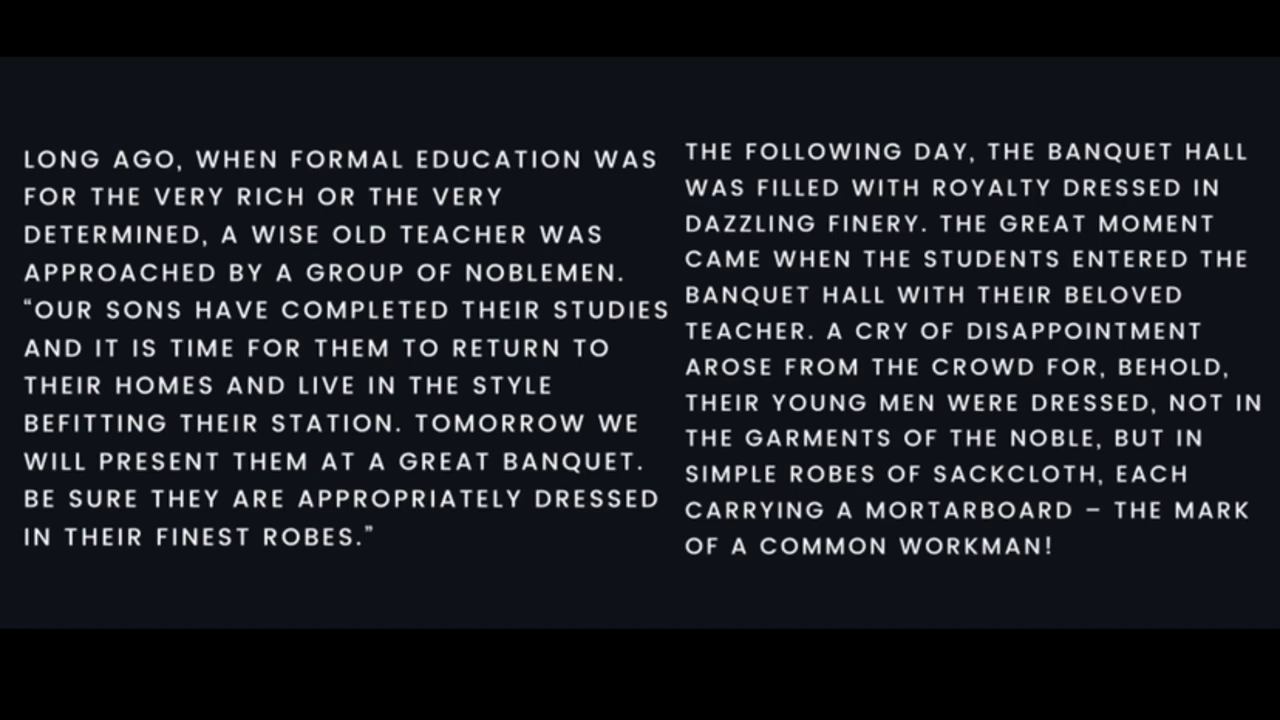 LONG AGO, WHEN FORMAL EDUCATION WAS
FOR THE VERY RICH OR THE VERY
DETERMINED, A WISE OLD TEACHER WAS
APPROACHED BY A GROUP OF NOBLEMEN.
“OUR SONS HAVE COMPLETED THEIR STUDIES
AND IT IS TIME FOR THEM TO RETURN TO
THEIR HOMES AND LIVE IN THE STYLE
BEFITTING THEIR STATION. TOMORROW WE
WILL PRESENT THEM AT A GREAT BANQUET.
BE SURE THEY ARE APPROPRIATELY DRESSED
IN THEIR FINEST ROBES.”
THE FOLLOWING DAY, THE BANQUET HALL
WAS FILLED WITH ROYALTY DRESSED IN
DAZZLING FINERY. THE GREAT MOMENT
CAME WHEN THE STUDENTS ENTERED THE
BANQUET HALL WITH THEIR BELOVED
TEACHER. A CRY OF DISAPPOINTMENT
AROSE FROM THE CROWD FOR, BEHOLD,
THEIR YOUNG MEN WERE DRESSED, NOT IN
THE GARMENTS OF THE NOBLE, BUT IN
SIMPLE ROBES OF SACKCLOTH, EACH
CARRYING A MORTARBOARD – THE MARK
OF A COMMON WORKMAN!